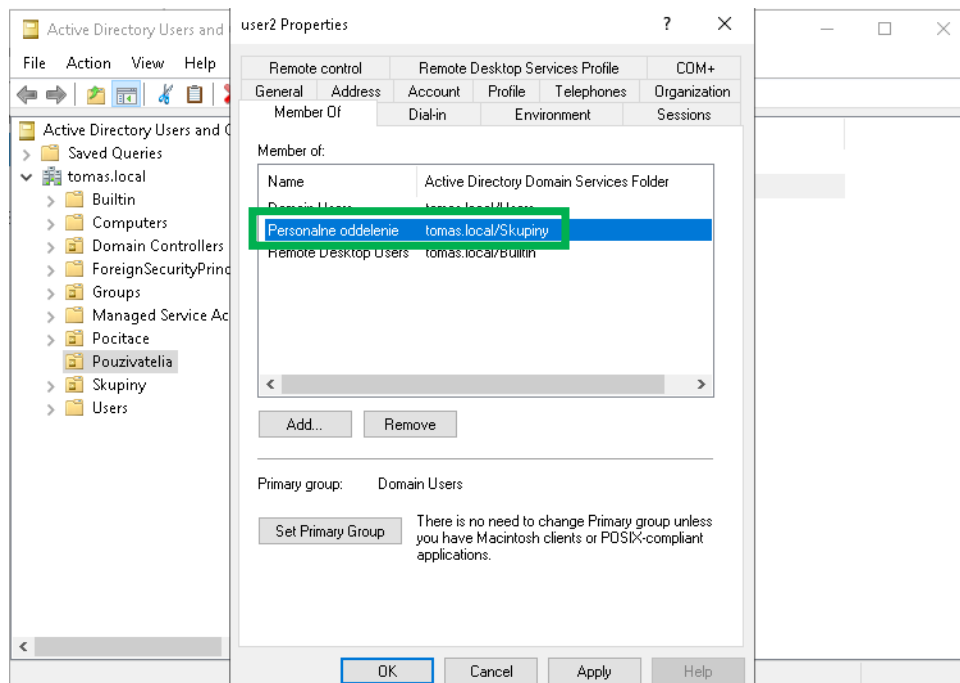 Active Directory Users and
File Action View Help
Active Directory Users and C
Saved Queries
tomas.local
Builtin
Computers
Domain Controllers
ForeignSecurityPrinc
Groups
Managed Service Ac
Pocitace
Pouzivatelia
Skupiny
Users
user2 Properties
?
Remote control Remote Desktop Services Profile COM+
General Address Account Profile Telephones Organization
Member Of Dial-in Environment Sessions
Member of:
Name Active Directory Domain Services Folder
Domain Users tomas.local/Users
Personalne oddelenie tomas.local/Skupiny
Remote Desktop Users tomas.local/Builtin
Add... Remove
Primary group: Domain Users
Set Primary Group
There is no need to change Primary group unless
you have Macintosh clients or POSIX-compliant
applications.
OK Cancel Apply Help